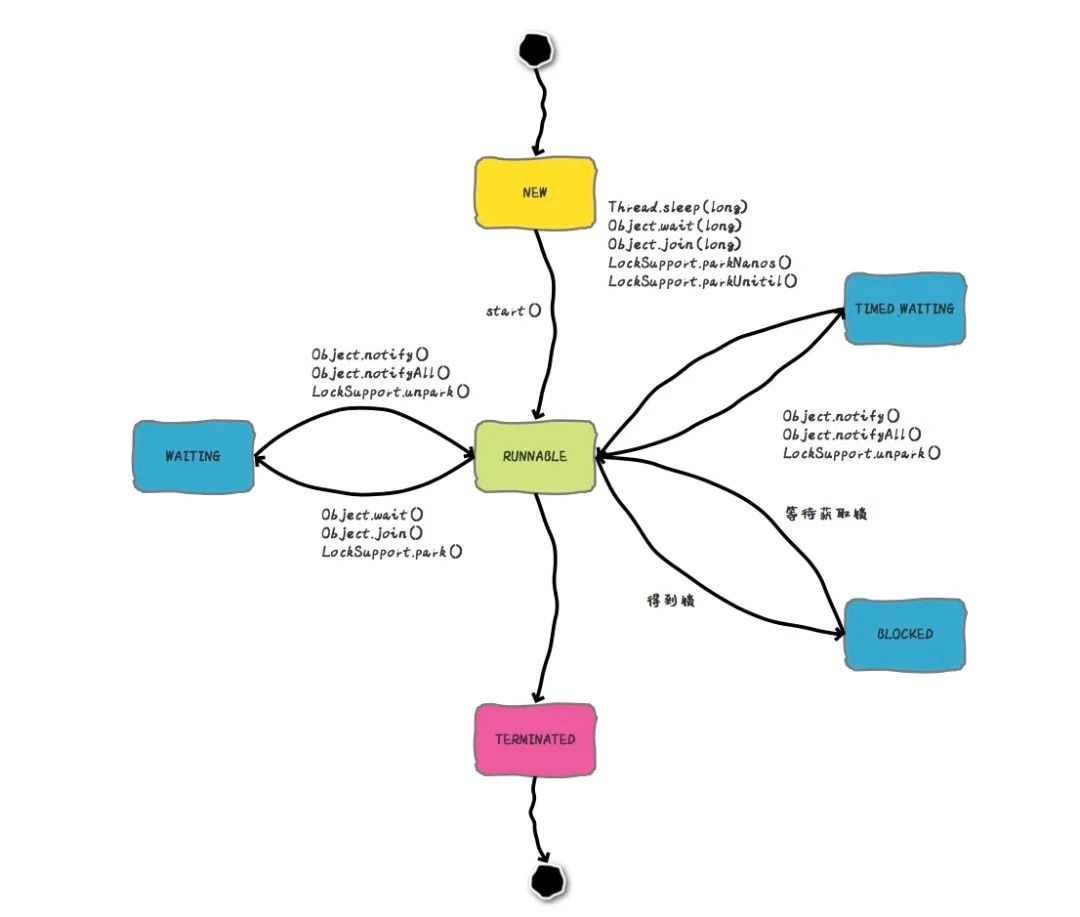 NEW
Thread.sleep(long)
Object.wait(long)
Object.join(long)
LockSupport.parkNanos()
LockSupport.parkUnitil()
start()
TIMED_WAITING
Object.notify()
Object.notifyAll()
LockSupport.unpark()
WAITING
RUNNABLE
Object.notify()
Object.notifyAll()
LockSupport.unpark()
Object.wait()
Object.join()
LockSupport.park()
等待获取锁
得到锁
BLOCKED
TERMINATED